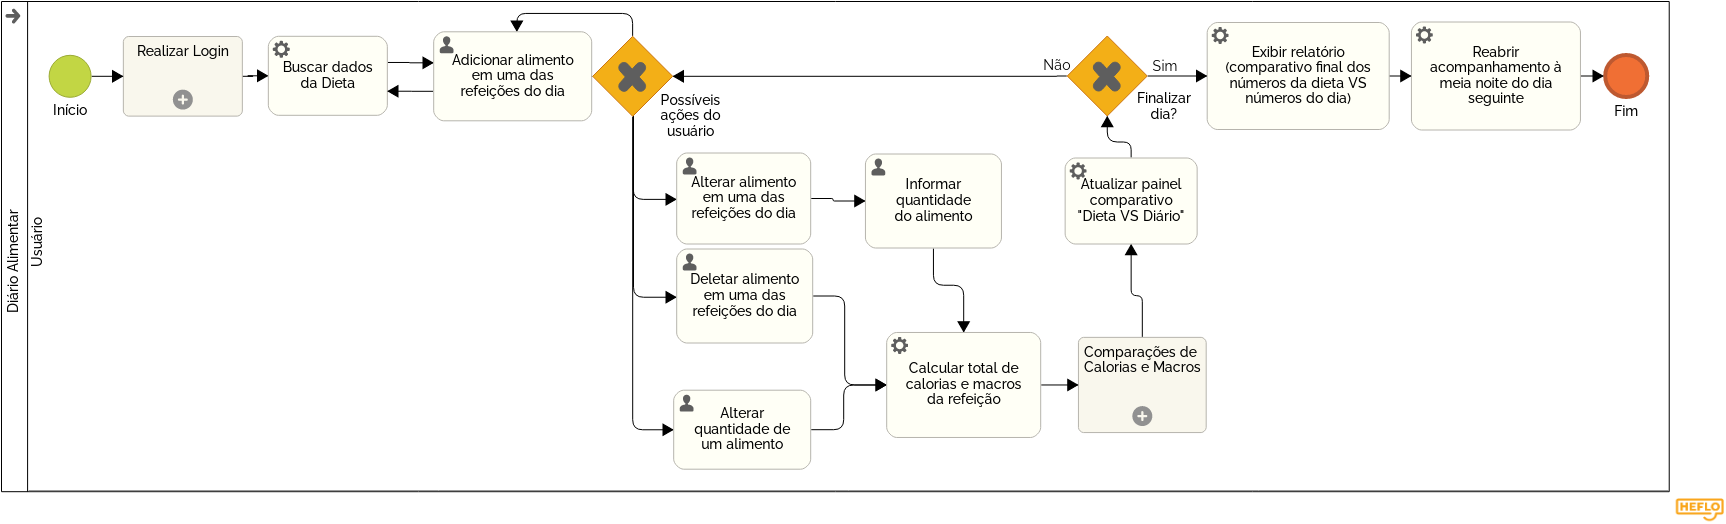 Diário Alimentar
Usuário
Início
Realizar Login
Buscar dados
da Dieta
Adicionar alimento
em uma das
refeições do dia
Possíveis
ações do
usuário
Alterar alimento
em uma das
refeições do dia
Informar
quantidade
do alimento
Deletar alimento
em uma das
refeições do dia
Alterar
quantidade de
um alimento
Calcular total de
calorias e macros
da refeição
Comparações de
Calorias e Macros
Atualizar painel
comparativo
"Dieta VS Diário"
Não
Sim
Finalizar
dia?
Exibir relatório
(comparativo final dos
números da dieta VS
números do dia)
Reabrir
acompanhamento à
meia noite do dia
seguinte
Fim
HEFLO